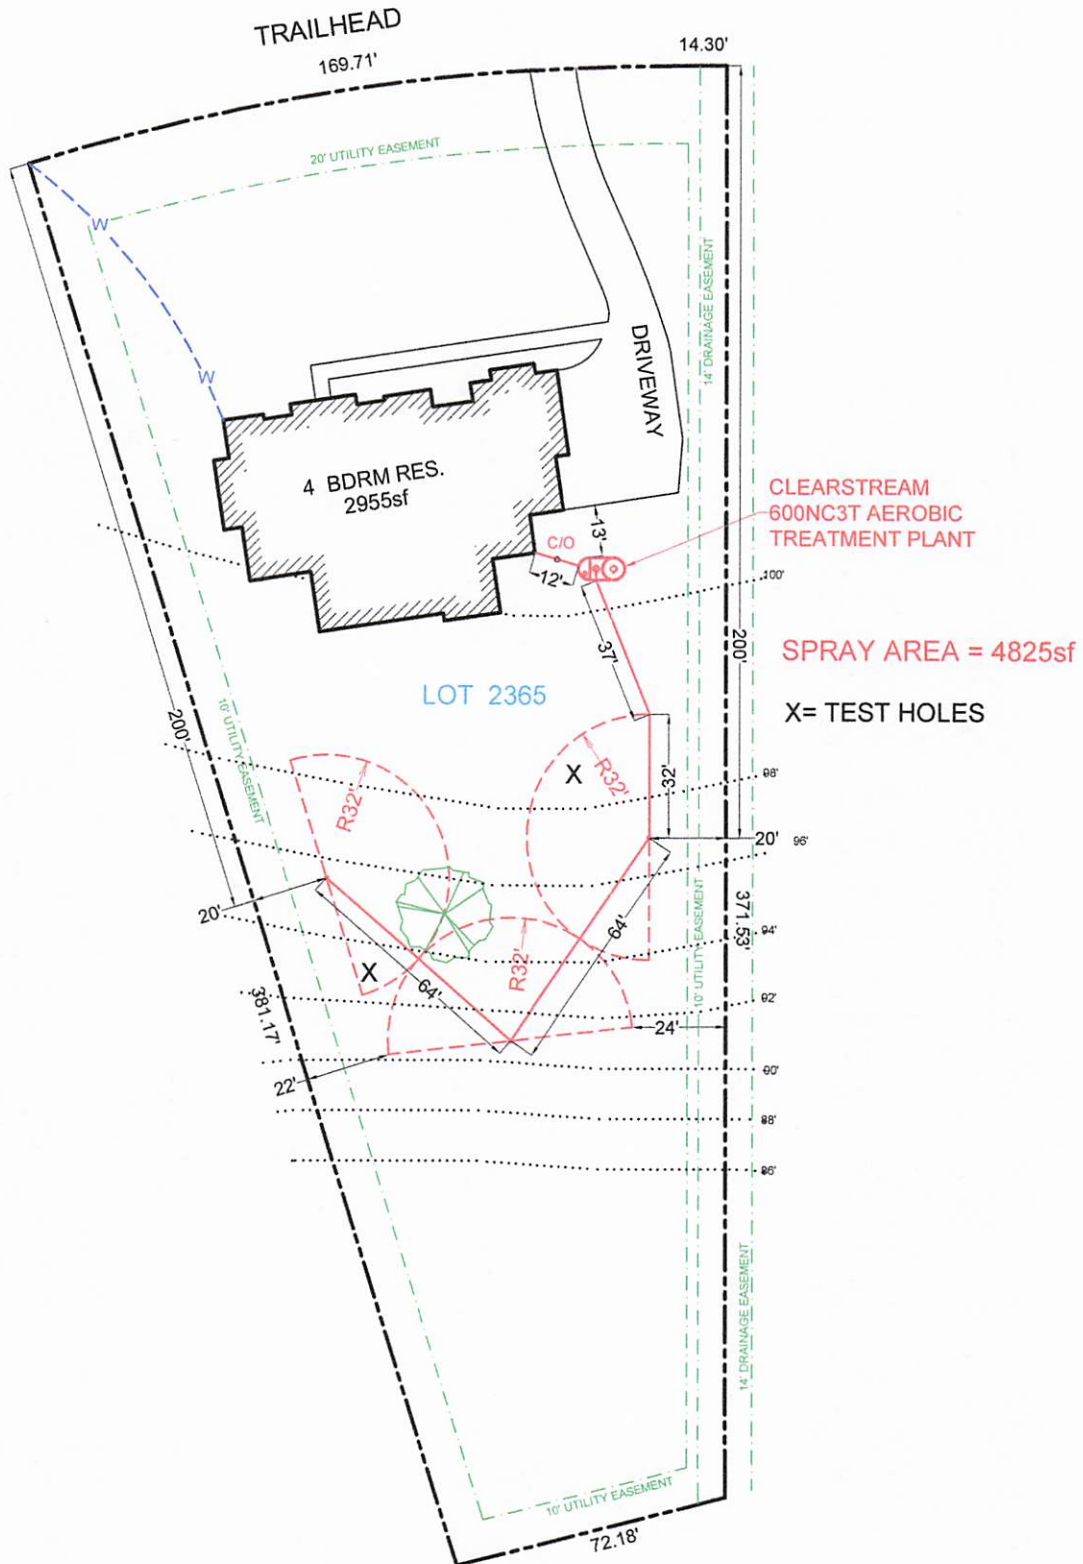 TRAILHEAD
169.71'
14.30'
20' UTILITY EASEMENT
W
14' DRAINAGE EASEMENT
W
DRIVEWAY
4 BDRM RES.
2955sf
CLEARSTREAM
600NC3T AEROBIC
TREATMENT PLANT
13'
C/O
12'
100'
200'
37'
SPRAY AREA = 4825sf
LOT 2365
X= TEST HOLES
10' UTILITY EASEMENT
200'
X
R32'
32'
98'
R32'
20'
96'
10' UTILITY EASEMENT
371.53'
20'
64'
94'
R32'
X
64'
92'
381.17'
24'
22'
90'
88'
86'
14' DRAINAGE EASEMENT
10' UTILITY EASEMENT
72.18'